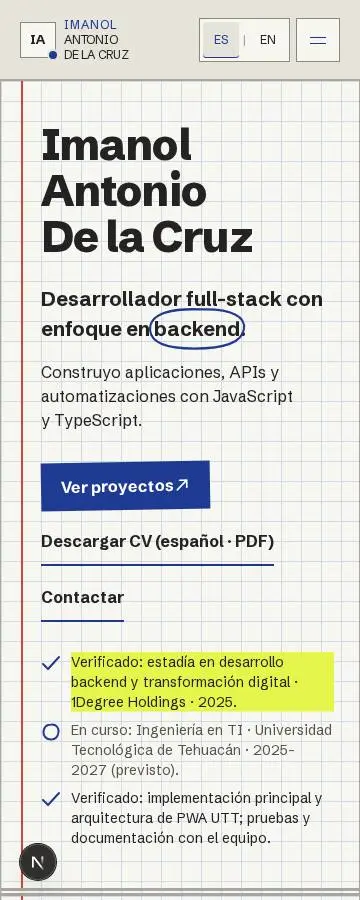 IA
IMANOL
ANTONIO
DE LA CRUZ
ES | EN
Imanol
Antonio
De la Cruz
Desarrollador full-stack con
enfoque en backend.
Construyo aplicaciones, APIs y
automatizaciones con JavaScript
y TypeScript.
Ver proyectos↗
Descargar CV (español · PDF)
Contactar
Verificado: estadía en desarrollo
backend y transformación digital ·
1Degree Holdings · 2025.
En curso: Ingeniería en TI · Universidad
Tecnológica de Tehuacán · 2025-
2027 (previsto).
Verificado: implementación principal y
arquitectura de PWA UTT; pruebas y
documentación con el equipo.
N